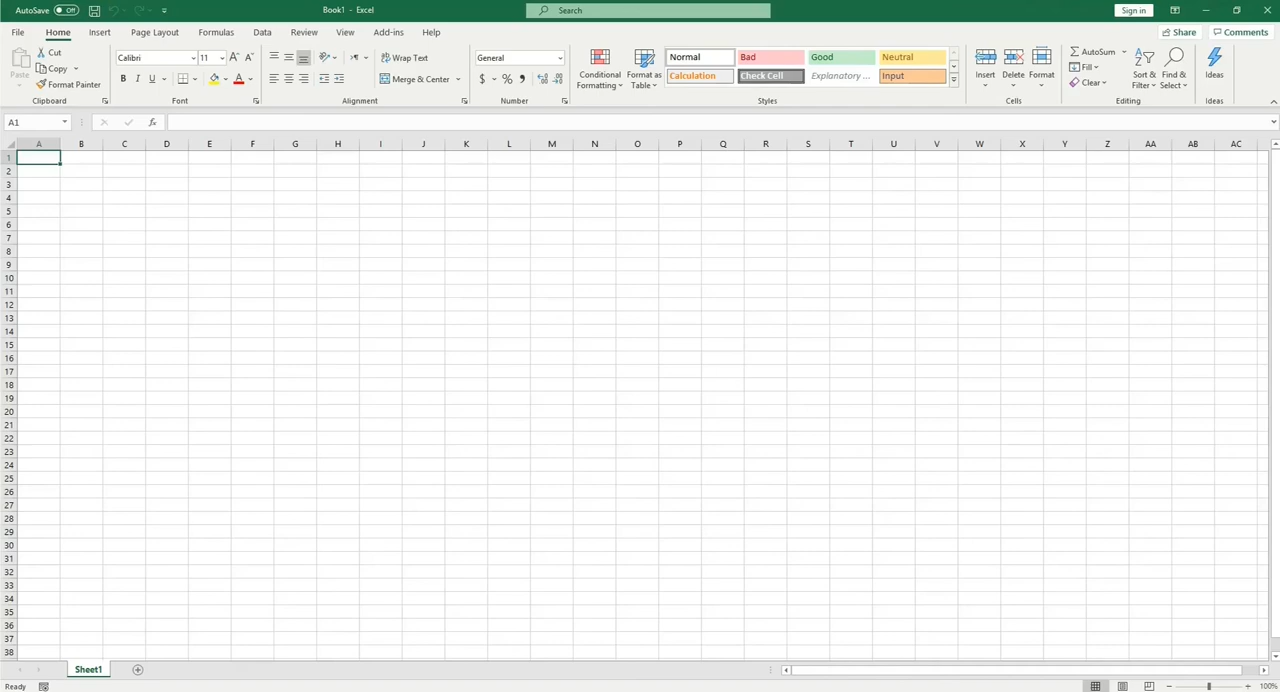 AutoSave Off
Book1 - Excel
Search
Sign in
File Home Insert Page Layout Formulas Data Review View Add-ins Help
Share Comments
Paste
Cut
Copy
Format Painter
Clipboard
Calibri 11
B I U
Font
Wrap Text
Merge & Center
Alignment
General
$ % ,
Number
Conditional Formatting
Format as Table
Normal Bad Good Neutral
Calculation Check Cell Explanatory ... Input
Styles
Insert Delete Format
Cells
AutoSum
Fill
Clear
Sort & Filter
Find & Select
Editing
Ideas
Ideas
A1 fx
A B C D E F G H I J K L M N O P Q R S T U V W X Y Z AA AB AC
1
2
3
4
5
6
7
8
9
10
11
12
13
14
15
16
17
18
19
20
21
22
23
24
25
26
27
28
29
30
31
32
33
34
35
36
37
38
Sheet1
Ready
100%